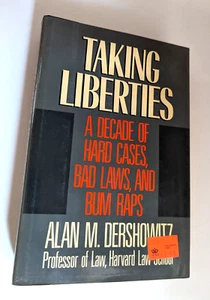 TAKING
LIBERTIES
A DECADE OF
HARD CASES,
BAD LAWS, AND
BUM RAPS
ALAN M. DERSHOWITZ
Professor of Law, Harvard Law School